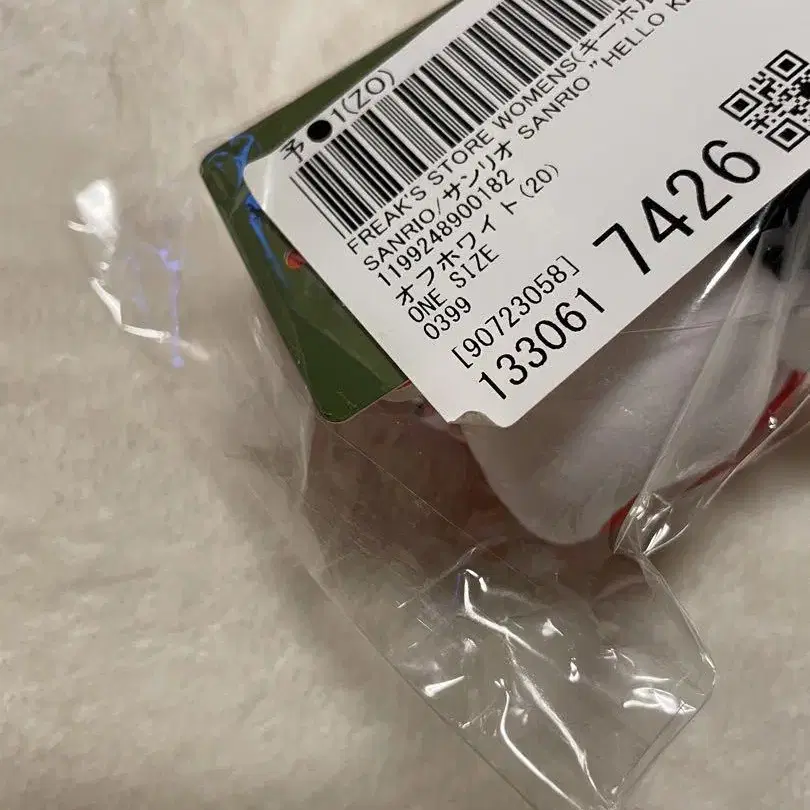 予●1(ZO)
FREAK'S STORE WOMENS(キーホル
SANRIO/サンリオ SANRIO "HELLO K
1199248900182
オフホワイト(20)
ONE SIZE
0399
[90723058]
133061 7426